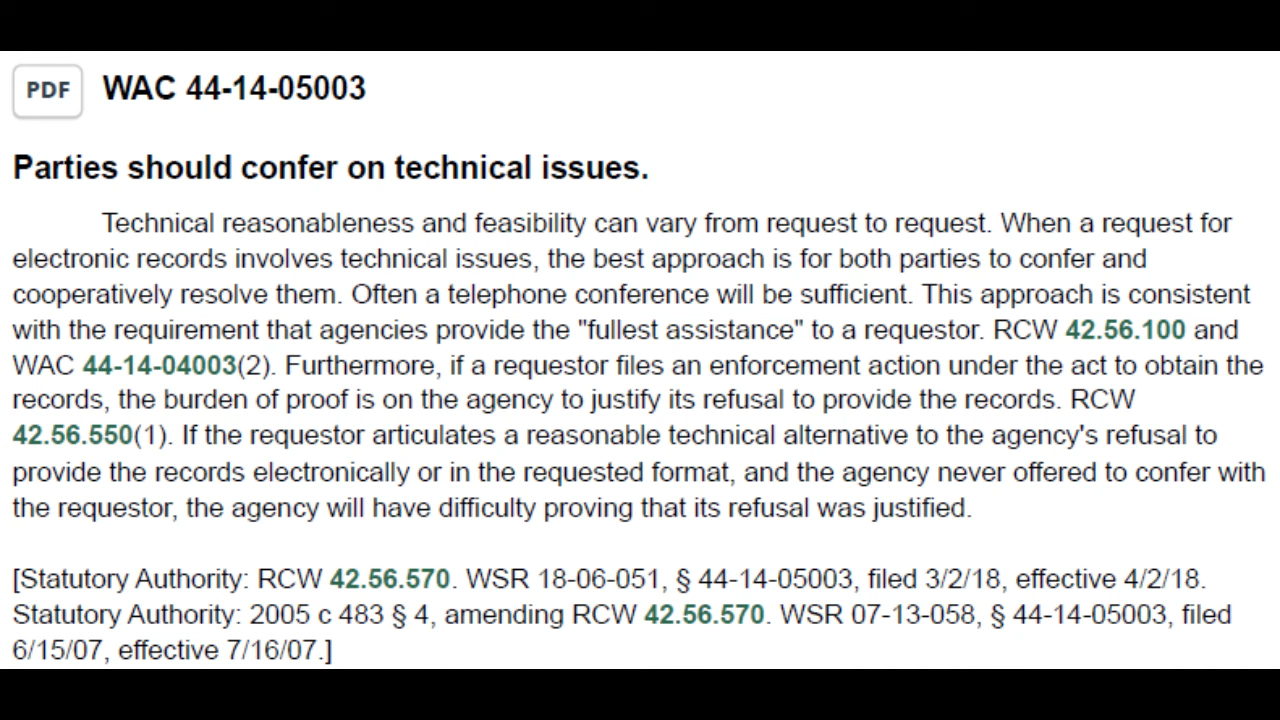 PDF WAC 44-14-05003
Parties should confer on technical issues.
Technical reasonableness and feasibility can vary from request to request. When a request for
electronic records involves technical issues, the best approach is for both parties to confer and
cooperatively resolve them. Often a telephone conference will be sufficient. This approach is consistent
with the requirement that agencies provide the "fullest assistance" to a requestor. RCW 42.56.100 and
WAC 44-14-04003(2). Furthermore, if a requestor files an enforcement action under the act to obtain the
records, the burden of proof is on the agency to justify its refusal to provide the records. RCW
42.56.550(1). If the requestor articulates a reasonable technical alternative to the agency's refusal to
provide the records electronically or in the requested format, and the agency never offered to confer with
the requestor, the agency will have difficulty proving that its refusal was justified.
[Statutory Authority: RCW 42.56.570. WSR 18-06-051, § 44-14-05003, filed 3/2/18, effective 4/2/18.
Statutory Authority: 2005 c 483 § 4, amending RCW 42.56.570. WSR 07-13-058, § 44-14-05003, filed
6/15/07, effective 7/16/07.]